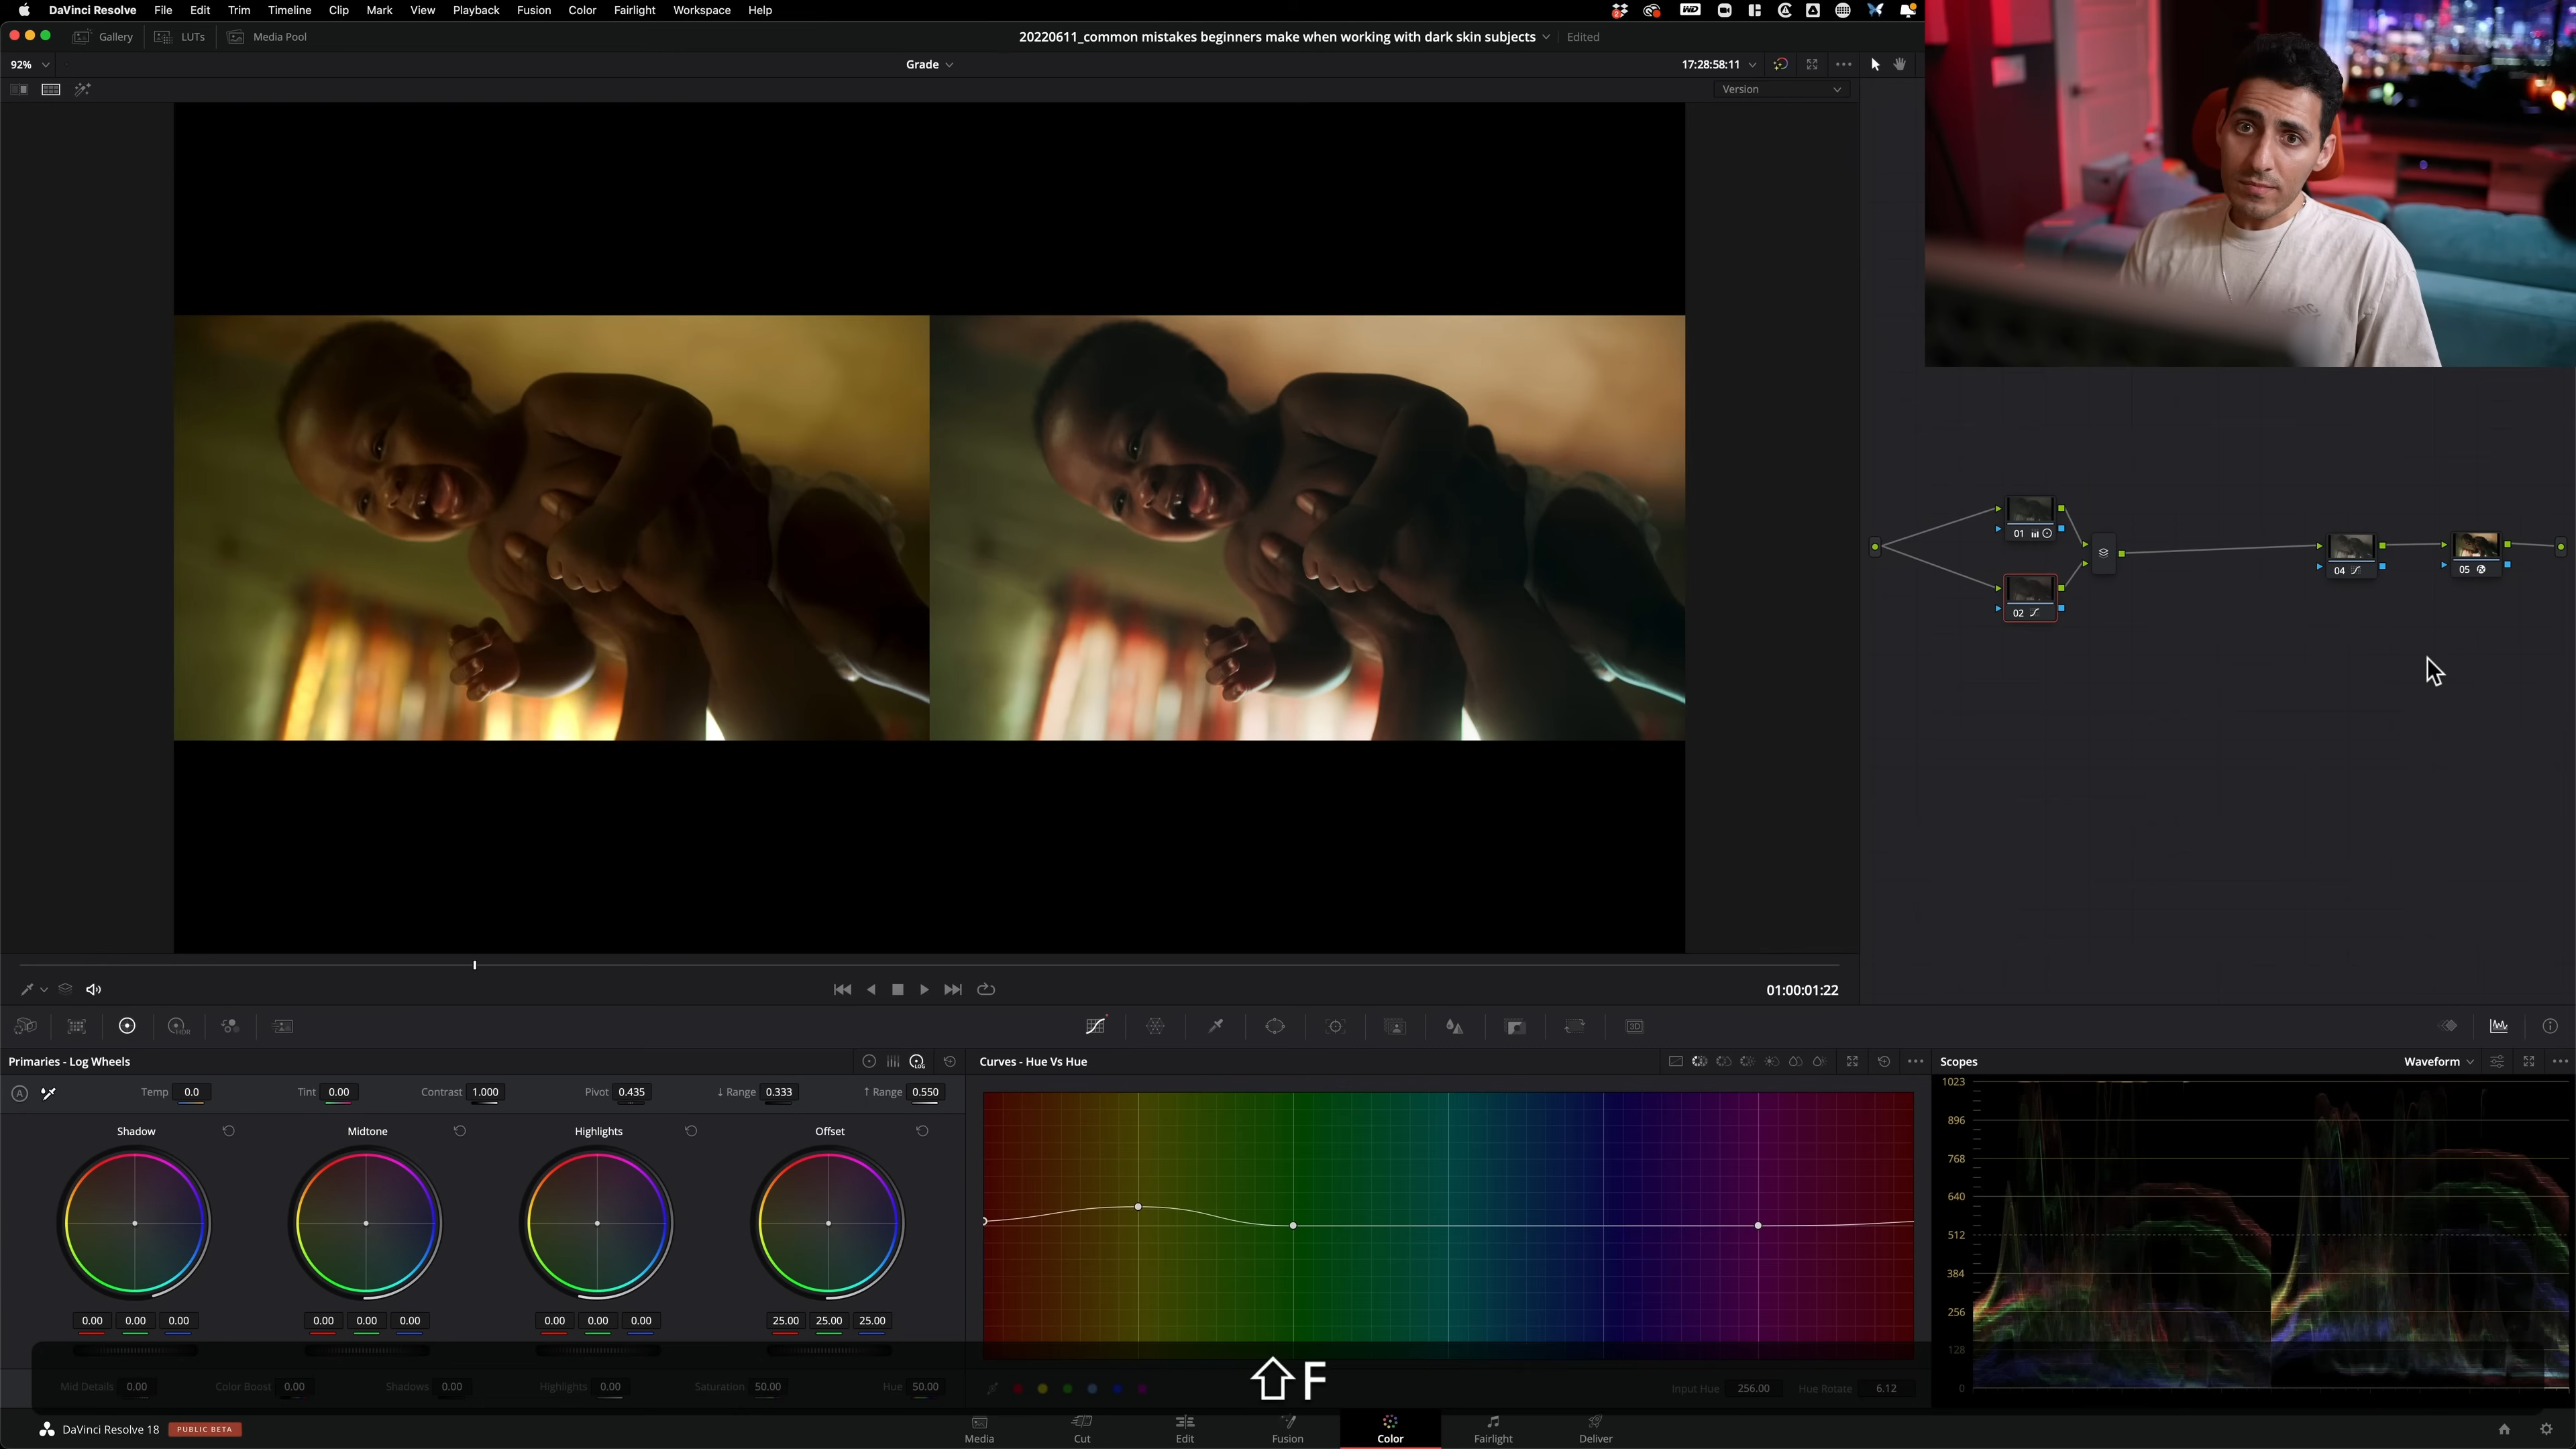 DaVinci Resolve File Edit Trim Timeline Clip Mark View Playback Fusion Color Fairlight Workspace Help
Gallery LUTs Media Pool 20220611_common mistakes beginners make when working with dark skin subjects Edited
92% Grade 17:28:58:11
Version
01
02
04
05
01:00:01:22
Primaries - Log Wheels
Temp 0.0 Tint 0.00 Contrast 1.000 Pivot 0.435 ↓ Range 0.333 ↑ Range 0.550
Shadow Midtone Highlights Offset
0.00 0.00 0.00 0.00 0.00 0.00 0.00 0.00 0.00 25.00 25.00 25.00
Mid Details 0.00 Color Boost 0.00 Shadows 0.00 Highlights 0.00 Saturation 50.00 Hue 50.00
Curves - Hue Vs Hue
Input Hue 256.00 Hue Rotate 6.12
⇧F
Scopes Waveform
1023
896
768
640
512
384
256
128
0
DaVinci Resolve 18 PUBLIC BETA
Media Cut Edit Fusion Color Fairlight Deliver